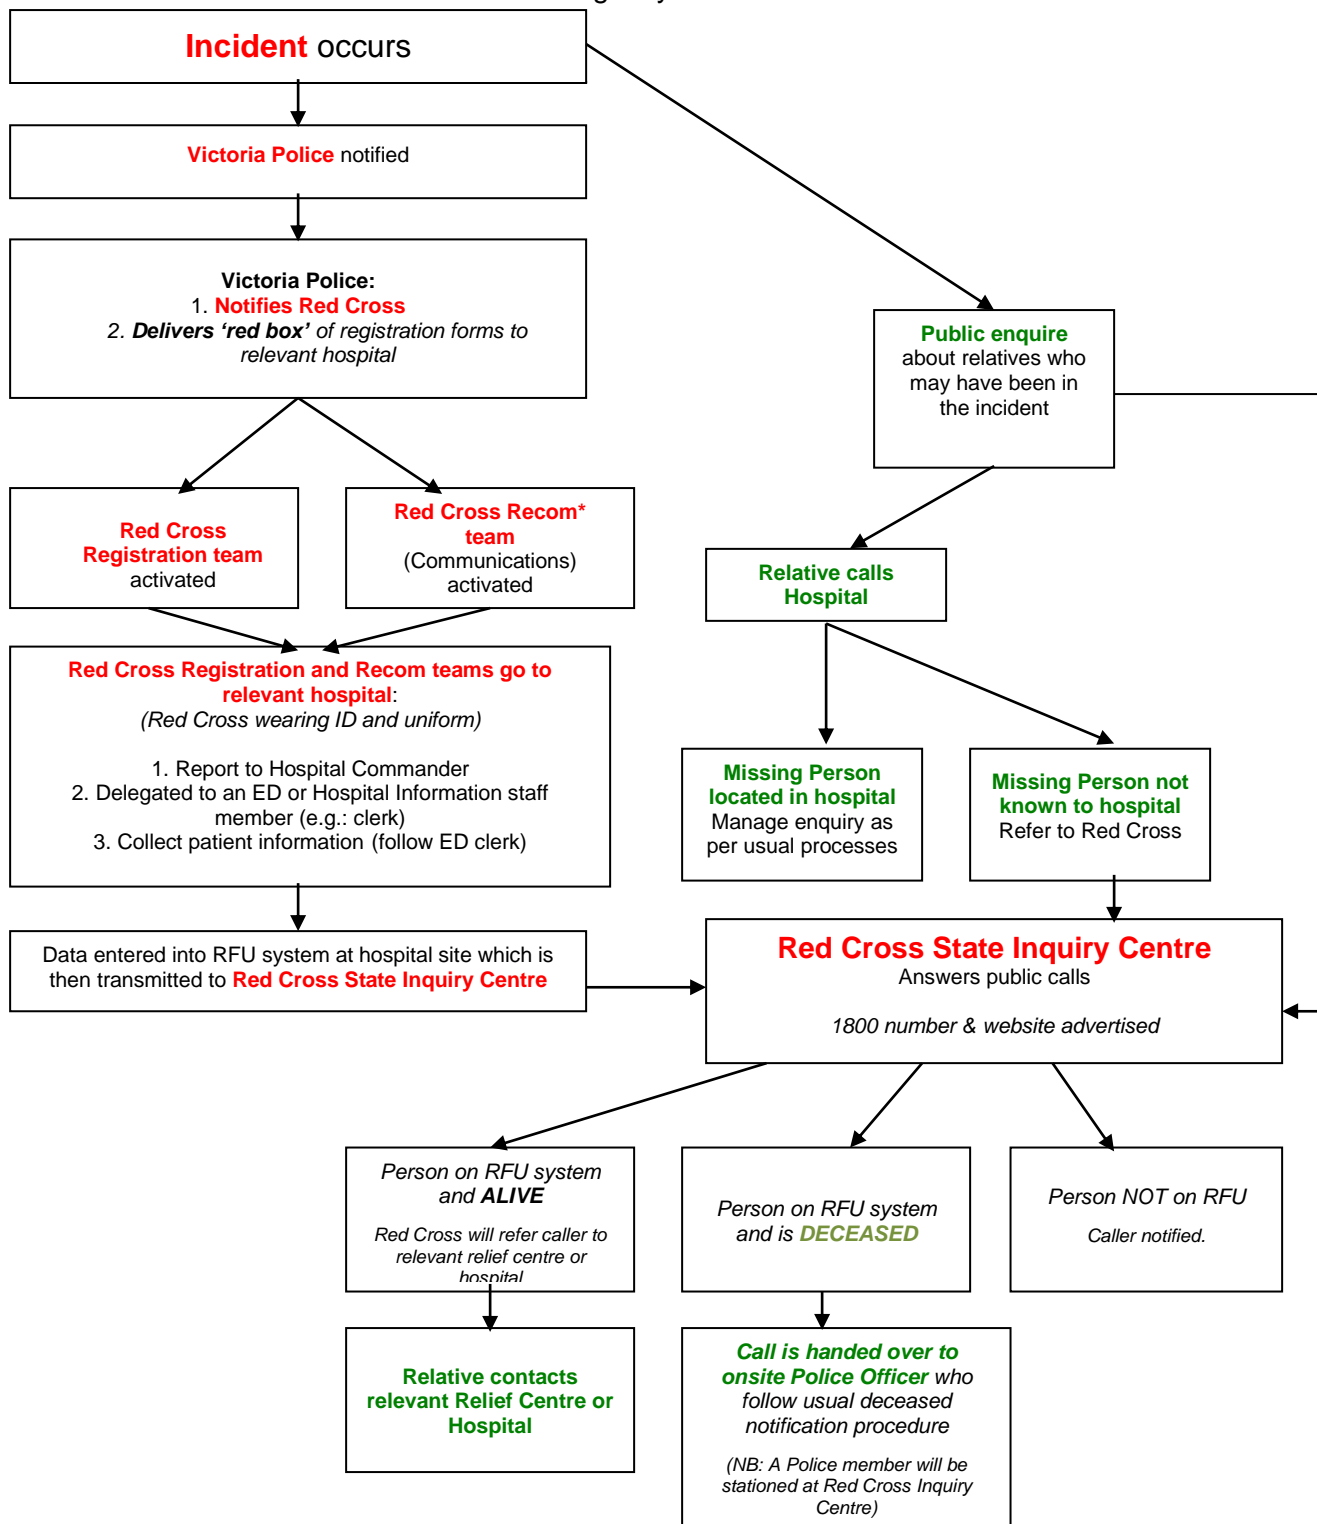 Incident occurs
Victoria Police notified
Victoria Police:
1. Notifies Red Cross
2. Delivers ‘red box’ of registration forms to
relevant hospital
Public enquire
about relatives who
may have been in
the incident
Red Cross
Registration team
activated
Red Cross Recom*
team
(Communications)
activated
Relative calls
Hospital
Red Cross Registration and Recom teams go to
relevant hospital:
(Red Cross wearing ID and uniform)
1. Report to Hospital Commander
2. Delegated to an ED or Hospital Information staff
member (e.g.: clerk)
3. Collect patient information (follow ED clerk)
Missing Person
located in hospital
Manage enquiry as
per usual processes
Missing Person not
known to hospital
Refer to Red Cross
Data entered into RFU system at hospital site which is
then transmitted to Red Cross State Inquiry Centre
Red Cross State Inquiry Centre
Answers public calls
1800 number & website advertised
Person on RFU system
and ALIVE
Red Cross will refer caller to
relevant relief centre or
hospital
Person on RFU system
and is DECEASED
Person NOT on RFU
Caller notified.
Relative contacts
relevant Relief Centre or
Hospital
Call is handed over to
onsite Police Officer who
follow usual deceased
notification procedure
(NB: A Police member will be
stationed at Red Cross Inquiry
Centre)